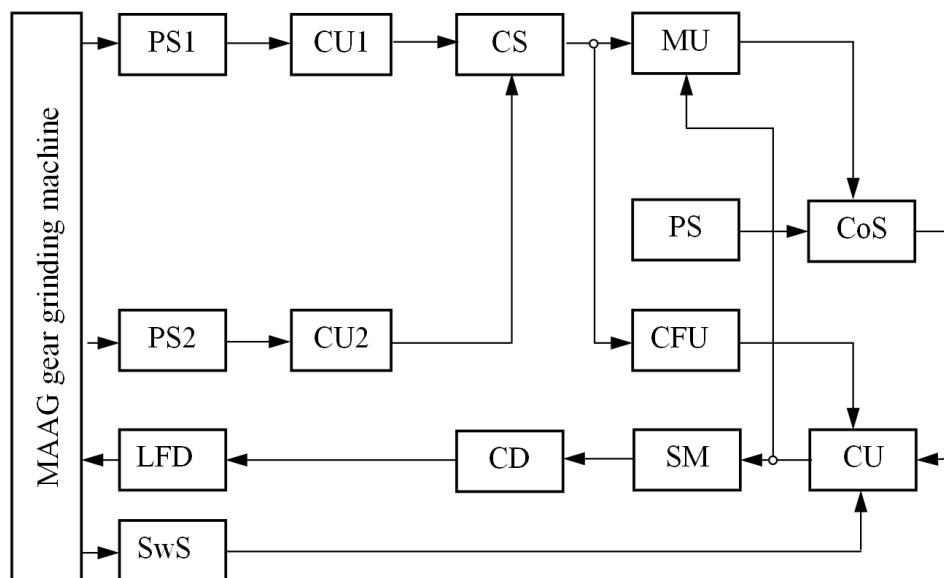 MAAG gear grinding machine
PS1
CU1
CS
MU
PS
CoS
PS2
CU2
CFU
LFD
CD
SM
CU
SwS